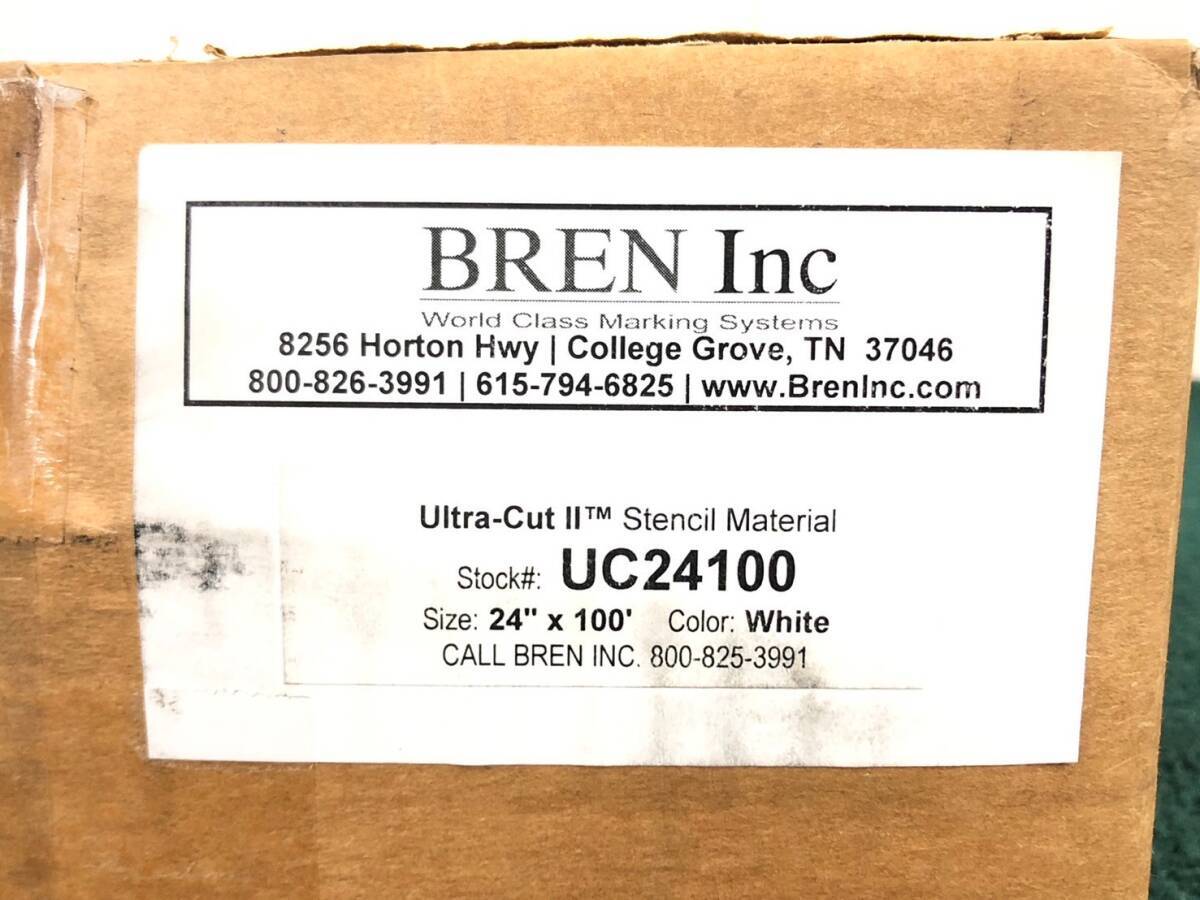 BREN Inc
World Class Marking Systems
8256 Horton Hwy | College Grove, TN 37046
800-826-3991 | 615-794-6825 | www.BrenInc.com
Ultra-Cut II™ Stencil Material
Stock#: UC24100
Size: 24" x 100' Color: White
CALL BREN INC. 800-825-3991